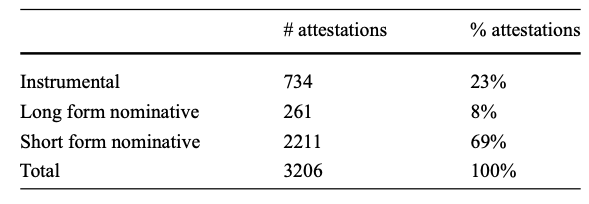 # attestations % attestations
Instrumental 734 23%
Long form nominative 261 8%
Short form nominative 2211 69%
Total 3206 100%